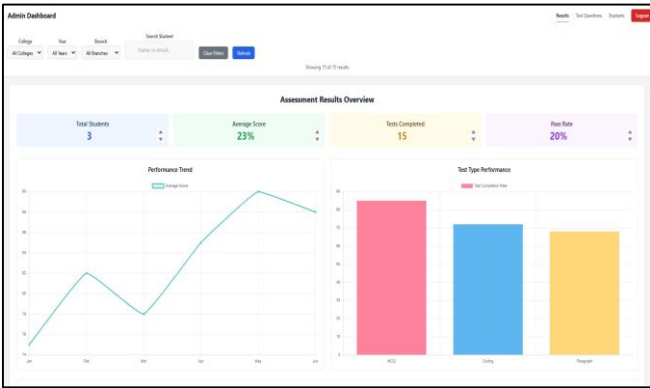 Admin Dashboard
Results Test Questions Students Logout
College Year Branch Search Student
All Colleges All Years All Branches Name or email... Clear Filters Refresh
Showing 15 of 15 results
Assessment Results Overview
Total Students Average Score Tests Completed Pass Rate
3 23% 15 20%
Performance Trend Test Type Performance
Average Score Test Completion Rate
Jan Feb Mar Apr May Jun
MCQ Coding Paragraph